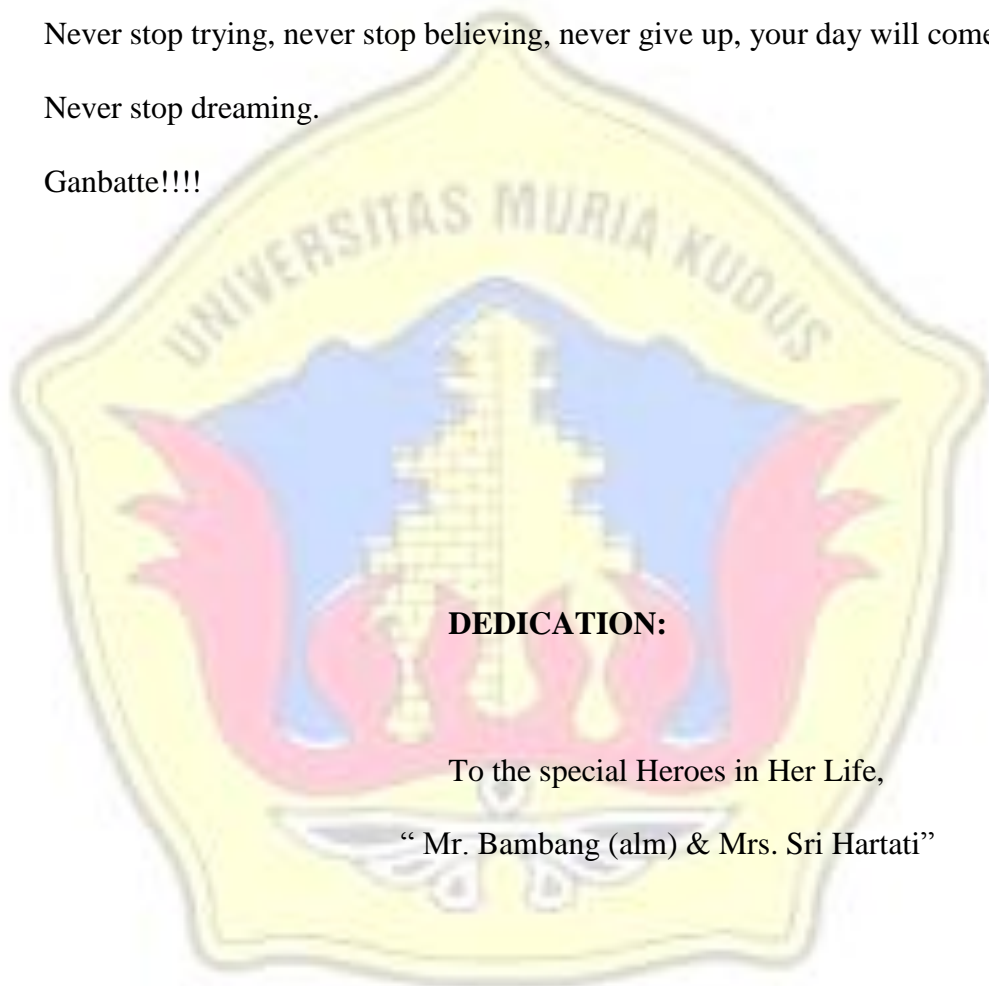 Never stop trying, never stop believing, never give up, your day will come
Never stop dreaming.
Ganbatte!!!!
UNIVERSITAS MURIA KUDUS
DEDICATION:
To the special Heroes in Her Life,
“ Mr. Bambang (alm) & Mrs. Sri Hartati”